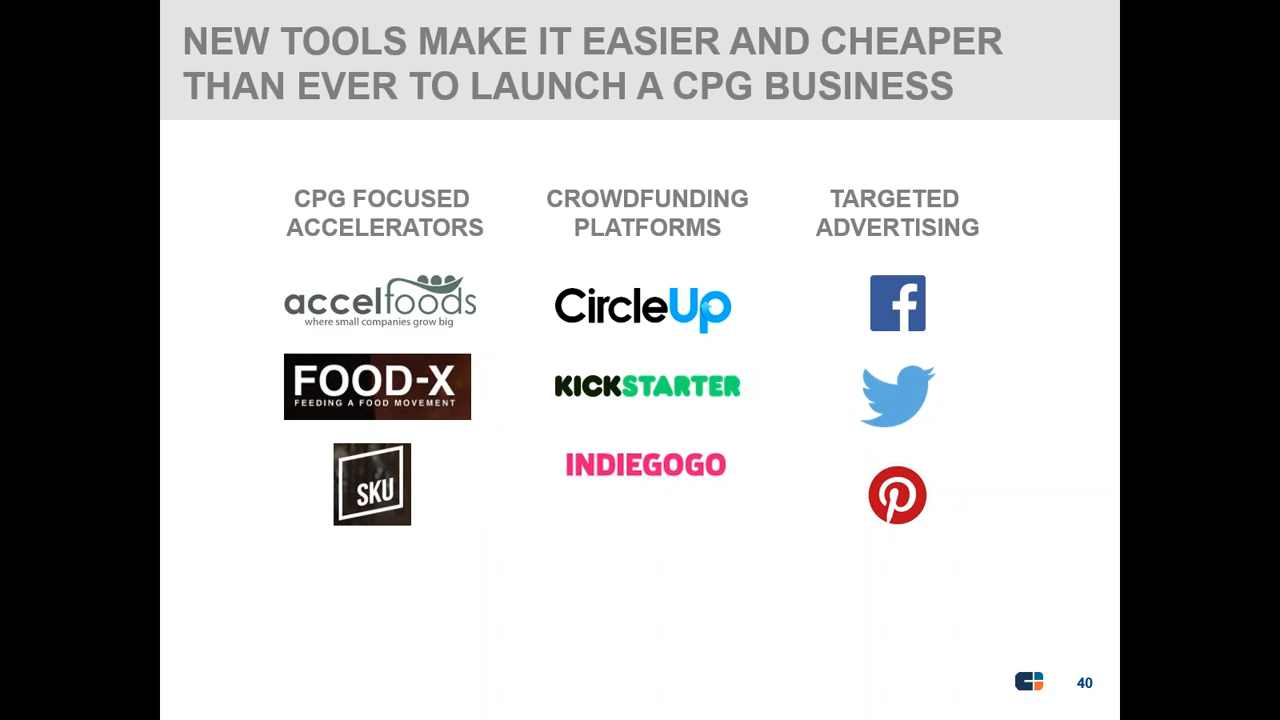 NEW TOOLS MAKE IT EASIER AND CHEAPER
THAN EVER TO LAUNCH A CPG BUSINESS
CPG FOCUSED
ACCELERATORS
accelfoods
where small companies grow big
FOOD-X
FEEDING A FOOD MOVEMENT
SKU
CROWDFUNDING
PLATFORMS
CircleUp
KICKSTARTER
INDIEGOGO
TARGETED
ADVERTISING
40